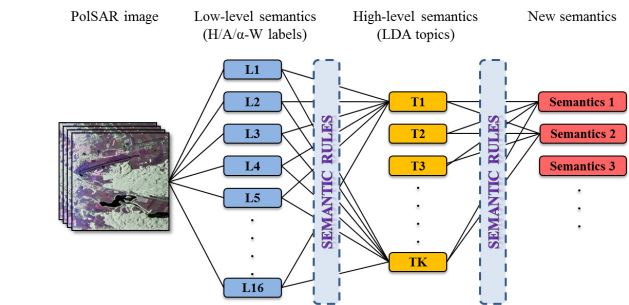 PolSAR image
Low-level semantics
(H/A/α-W labels)
High-level semantics
(LDA topics)
New semantics
L1
L2
L3
L4
L5
L16
SEMANTIC RULES
T1
T2
T3
TK
SEMANTIC RULES
Semantics 1
Semantics 2
Semantics 3